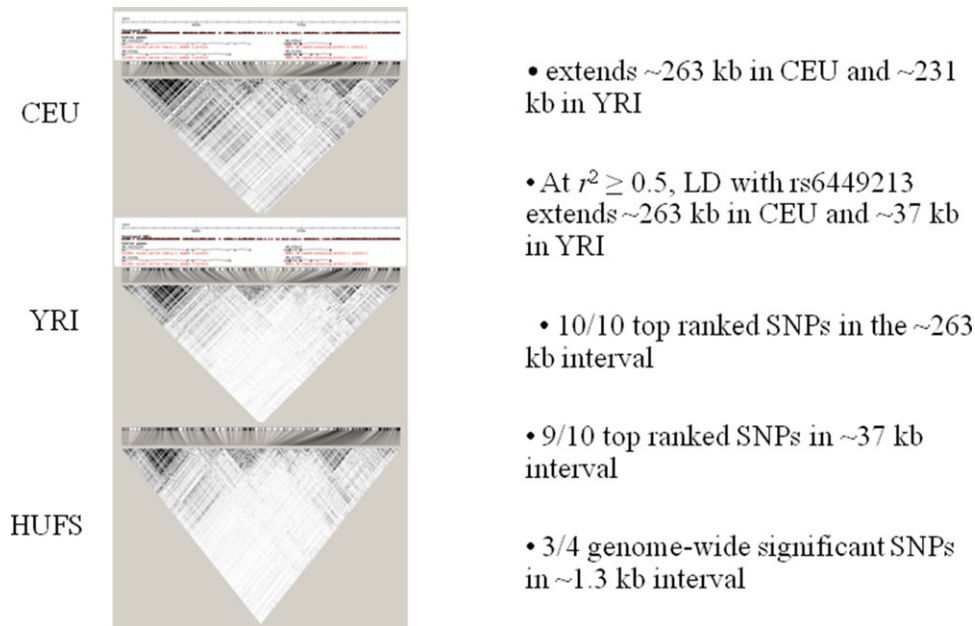 CEU
YRI
HUFS
• extends ~263 kb in CEU and ~231
kb in YRI
• At r² ≥ 0.5, LD with rs6449213
extends ~263 kb in CEU and ~37 kb
in YRI
• 10/10 top ranked SNPs in the ~263
kb interval
• 9/10 top ranked SNPs in ~37 kb
interval
• 3/4 genome-wide significant SNPs
in ~1.3 kb interval